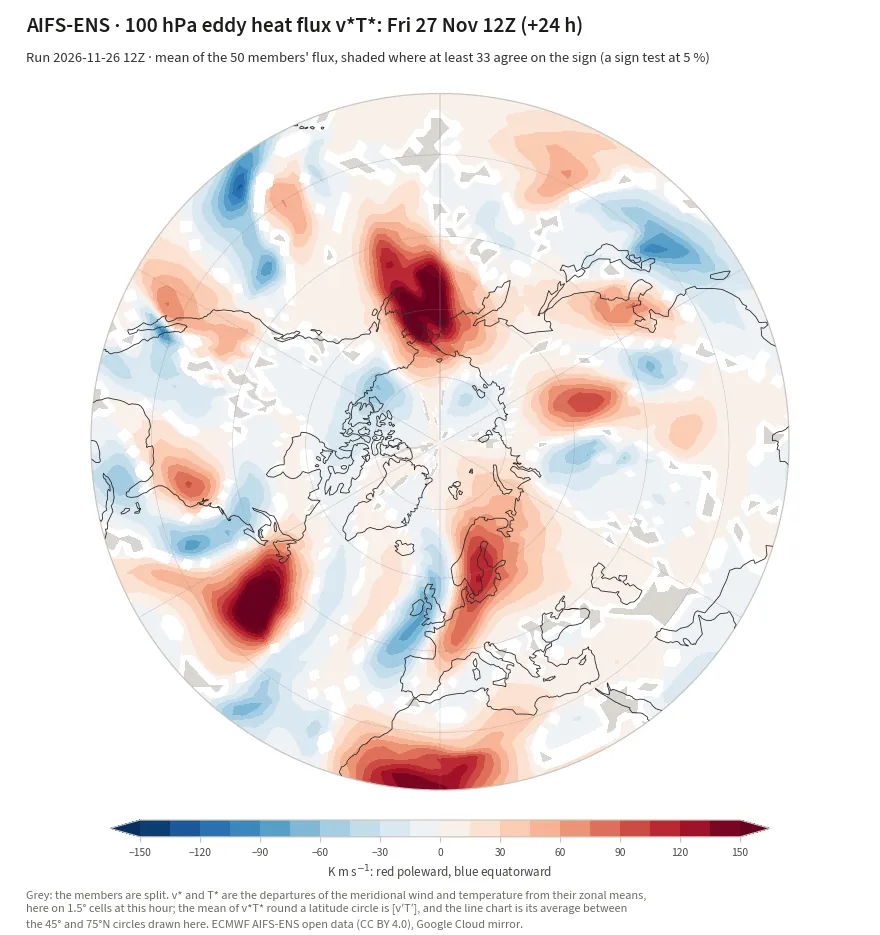 AIFS-ENS · 100 hPa eddy heat flux v*T*: Fri 27 Nov 12Z (+24 h)
Run 2026-11-26 12Z · mean of the 50 members' flux, shaded where at least 33 agree on the sign (a sign test at 5 %)
−150 −120 −90 −60 −30 0 30 60 90 120 150
K m s⁻¹: red poleward, blue equatorward
Grey: the members are split. v* and T* are the departures of the meridional wind and temperature from their zonal means,
here on 1.5° cells at this hour; the mean of v*T* round a latitude circle is [v′T′], and the line chart is its average between
the 45° and 75°N circles drawn here. ECMWF AIFS-ENS open data (CC BY 4.0), Google Cloud mirror.